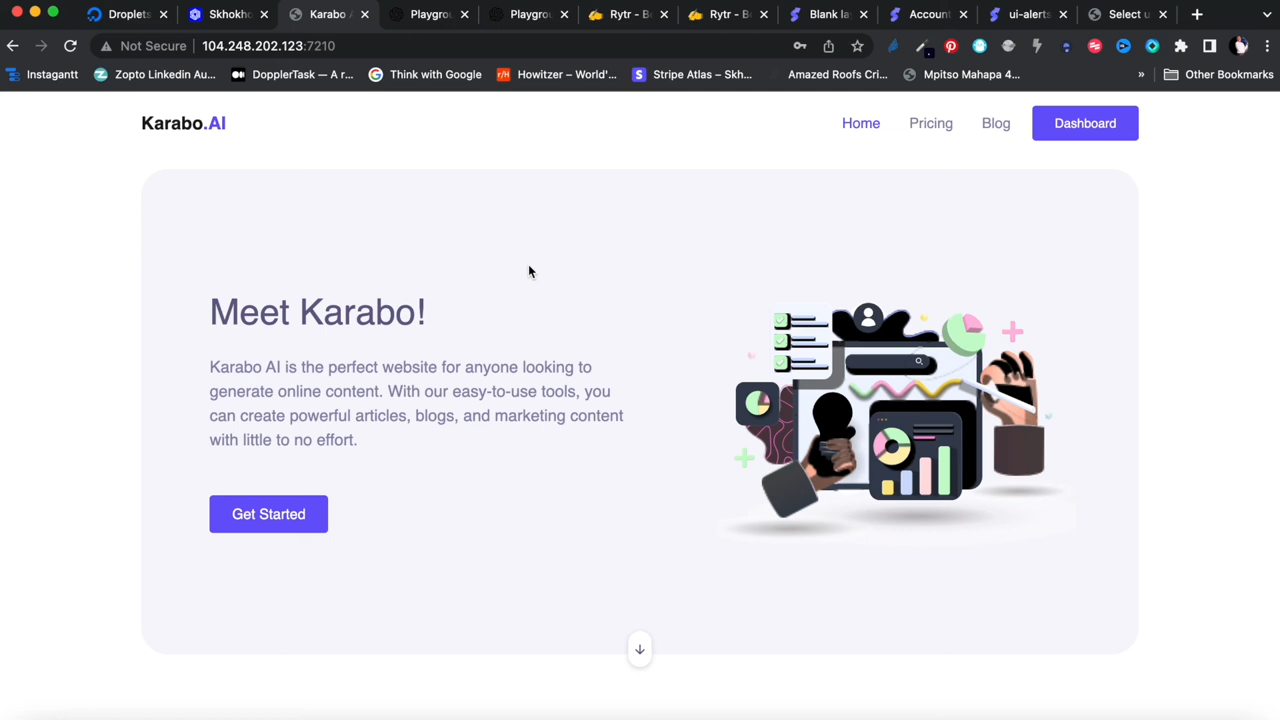 Droplets
Skhokho
Karabo
Playgrou
Playgrou
Rytr - B
Rytr - B
Blank la
Account
ui-alerts
Select u
Not Secure
104.248.202.123:7210
Instagantt
Zopto Linkedin Au...
DopplerTask — A r...
Think with Google
Howitzer – World'...
Stripe Atlas – Skh...
Amazed Roofs Cri...
Mpitso Mahapa 4...
»
Other Bookmarks
Karabo.AI
Home
Pricing
Blog
Dashboard
Meet Karabo!
Karabo AI is the perfect website for anyone looking to
generate online content. With our easy-to-use tools, you
can create powerful articles, blogs, and marketing content
with little to no effort.
Get Started